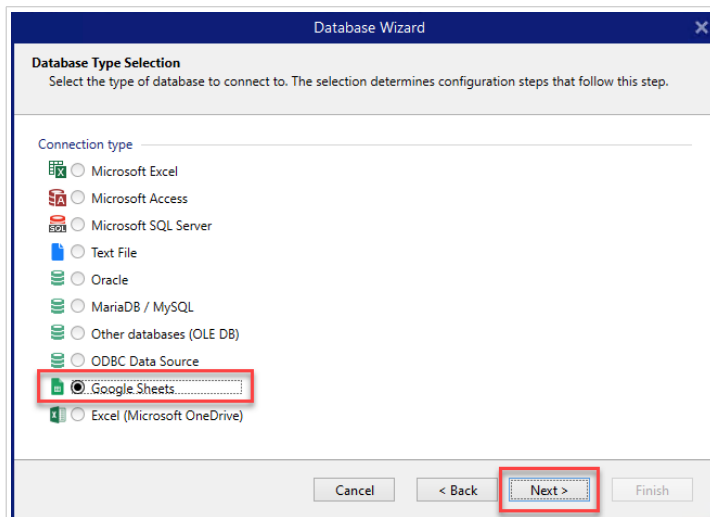 Database Wizard
Database Type Selection
Select the type of database to connect to. The selection determines configuration steps that follow this step.
Connection type
Microsoft Excel
Microsoft Access
SQL Microsoft SQL Server
Text File
Oracle
MariaDB / MySQL
Other databases (OLE DB)
ODBC Data Source
Google Sheets
Excel (Microsoft OneDrive)
Cancel < Back Next > Finish